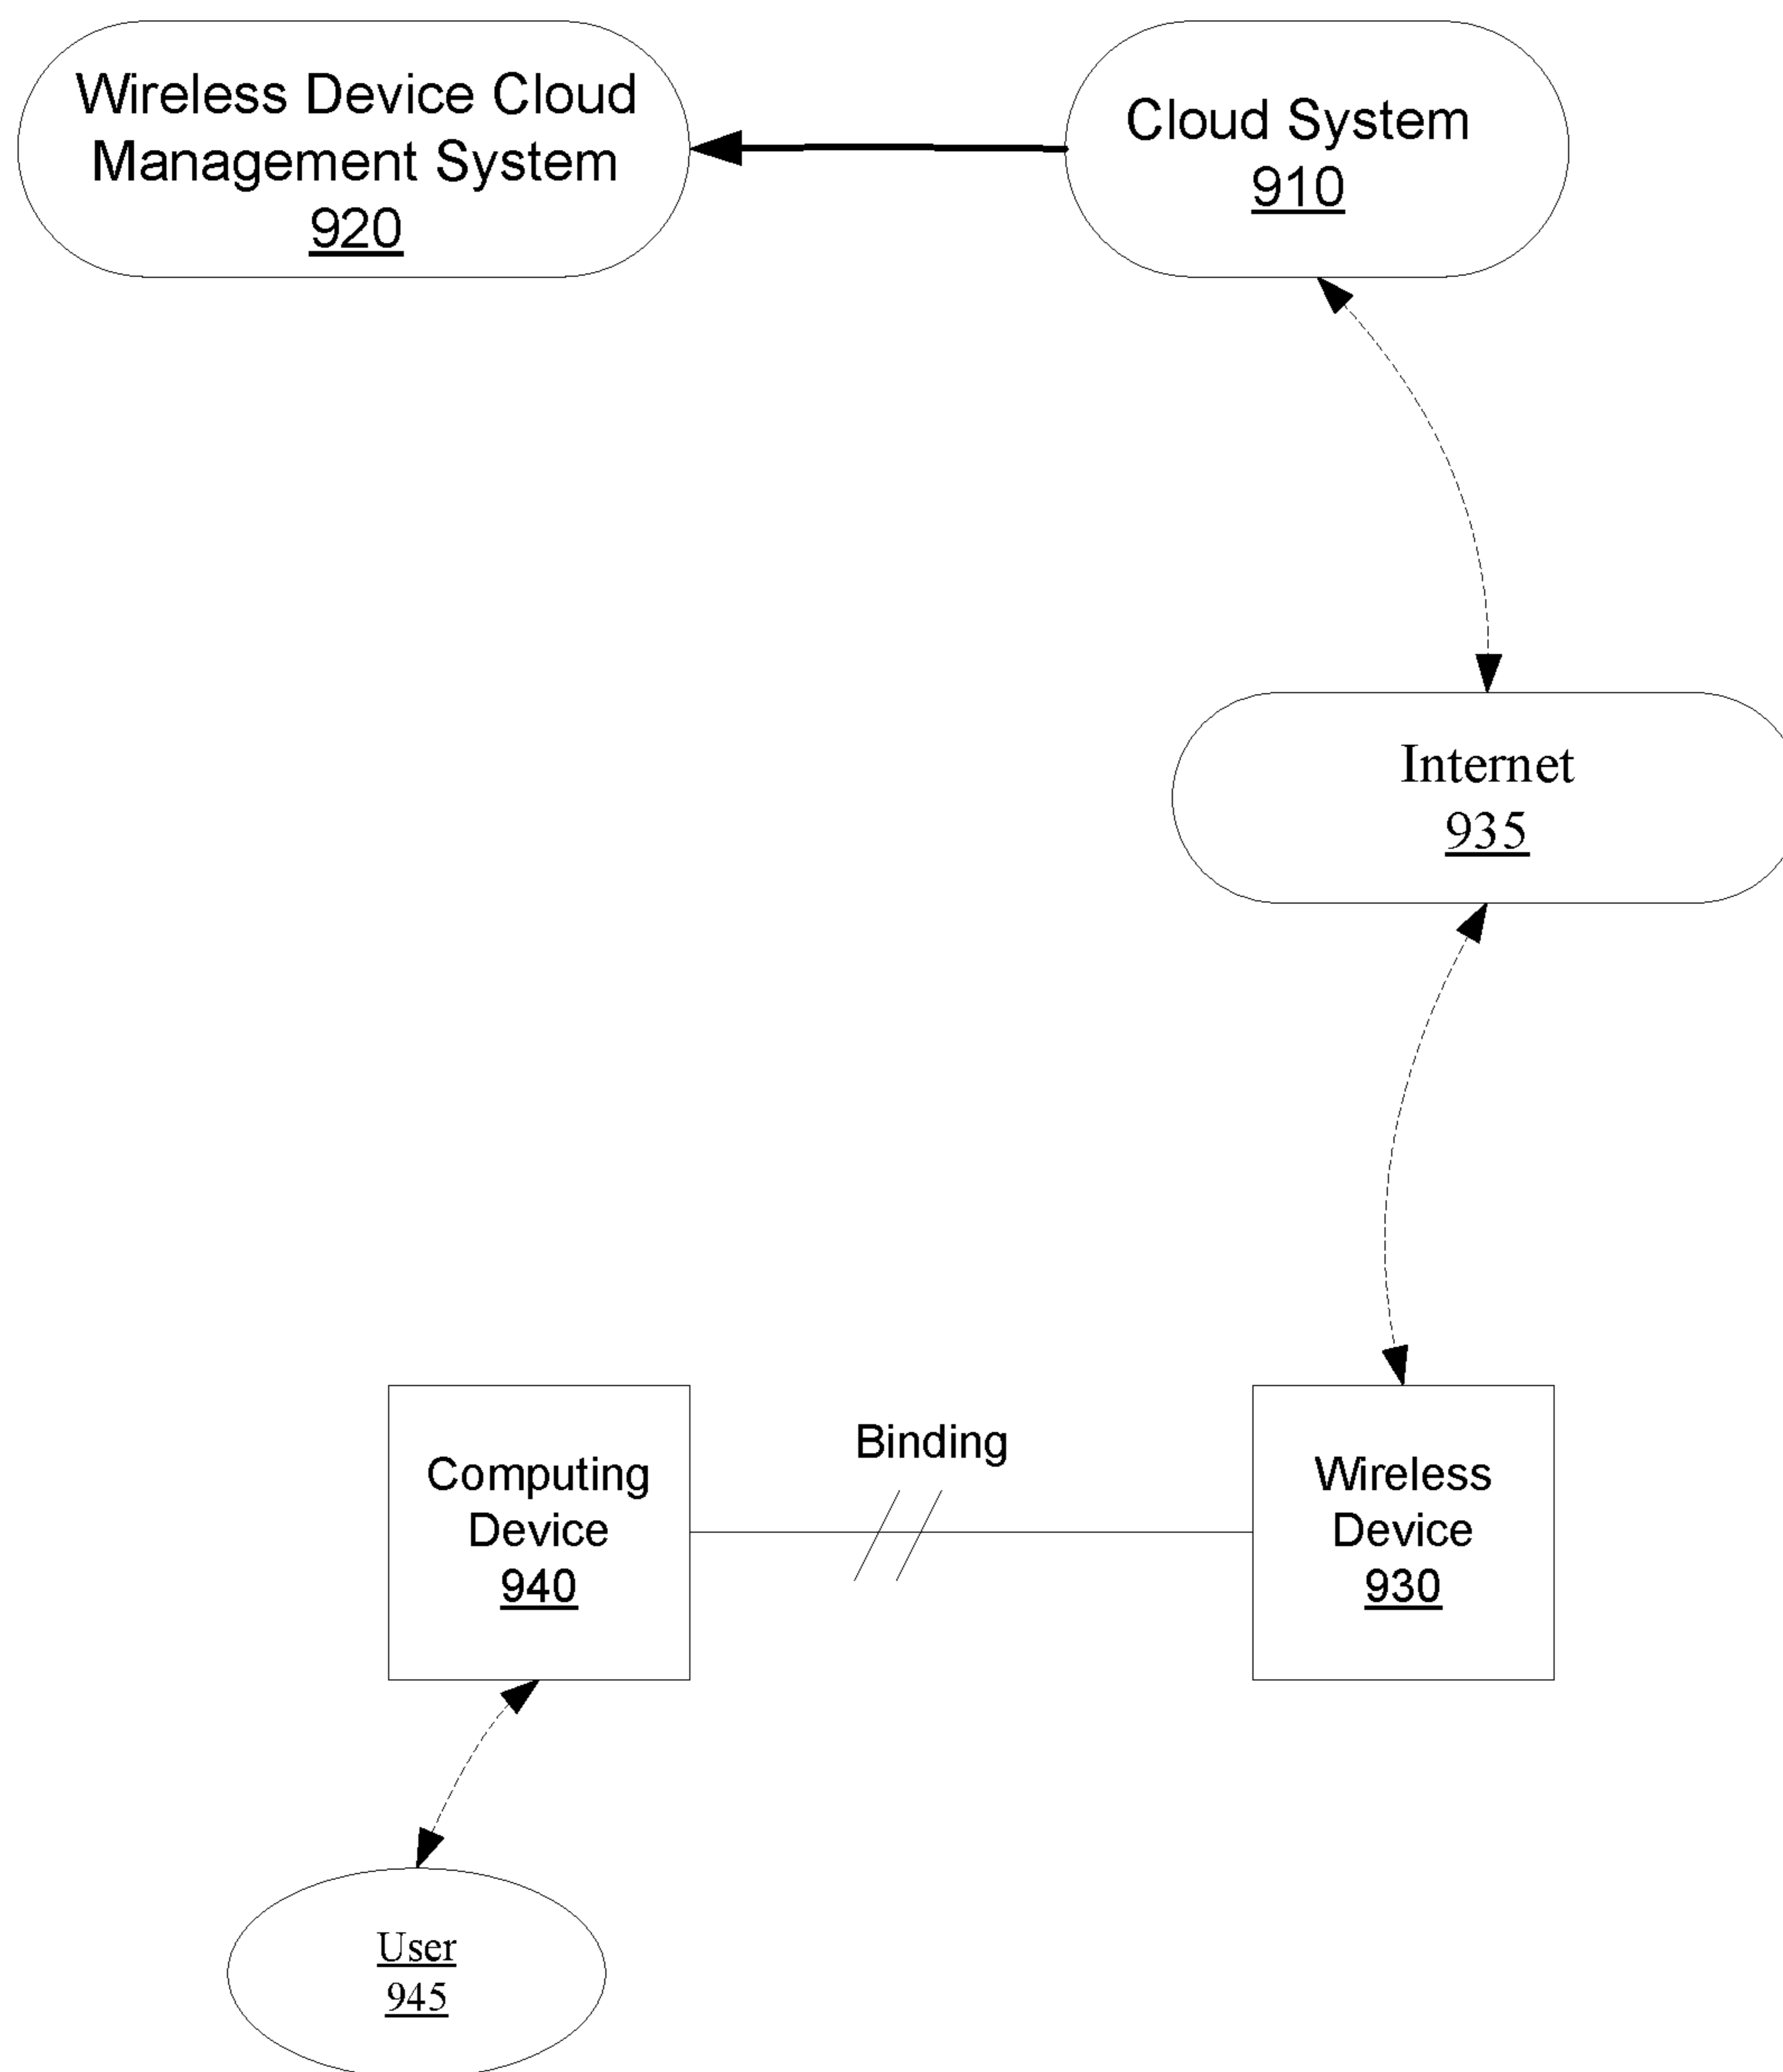 Wireless Device Cloud
Management System
920
Cloud System
910
Internet
935
Binding
Computing
Device
940
Wireless
Device
930
User
945